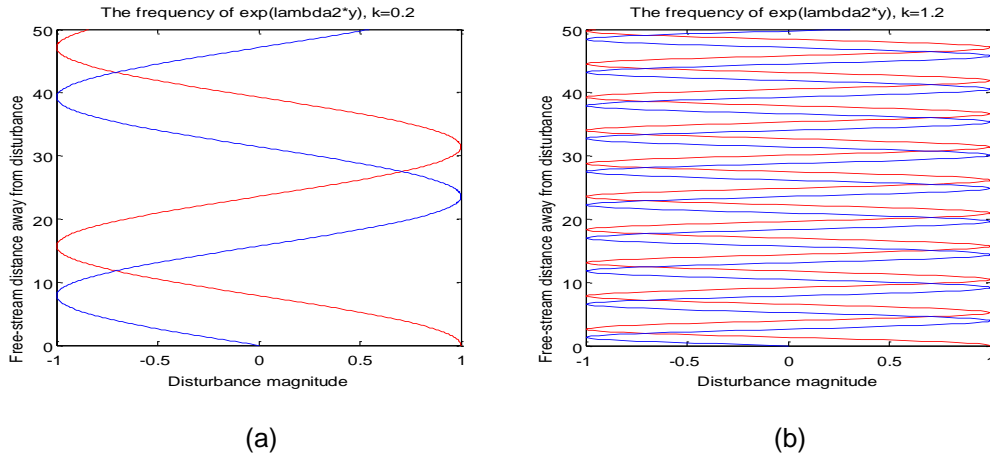 The frequency of exp(lambda2*y), k=0.2
50
40
30
20
10
0
Free-stream distance away from disturbance
-1
-0.5
0
0.5
1
Disturbance magnitude
(a)
The frequency of exp(lambda2*y), k=1.2
50
40
30
20
10
0
Free-stream distance away from disturbance
-1
-0.5
0
0.5
1
Disturbance magnitude
(b)